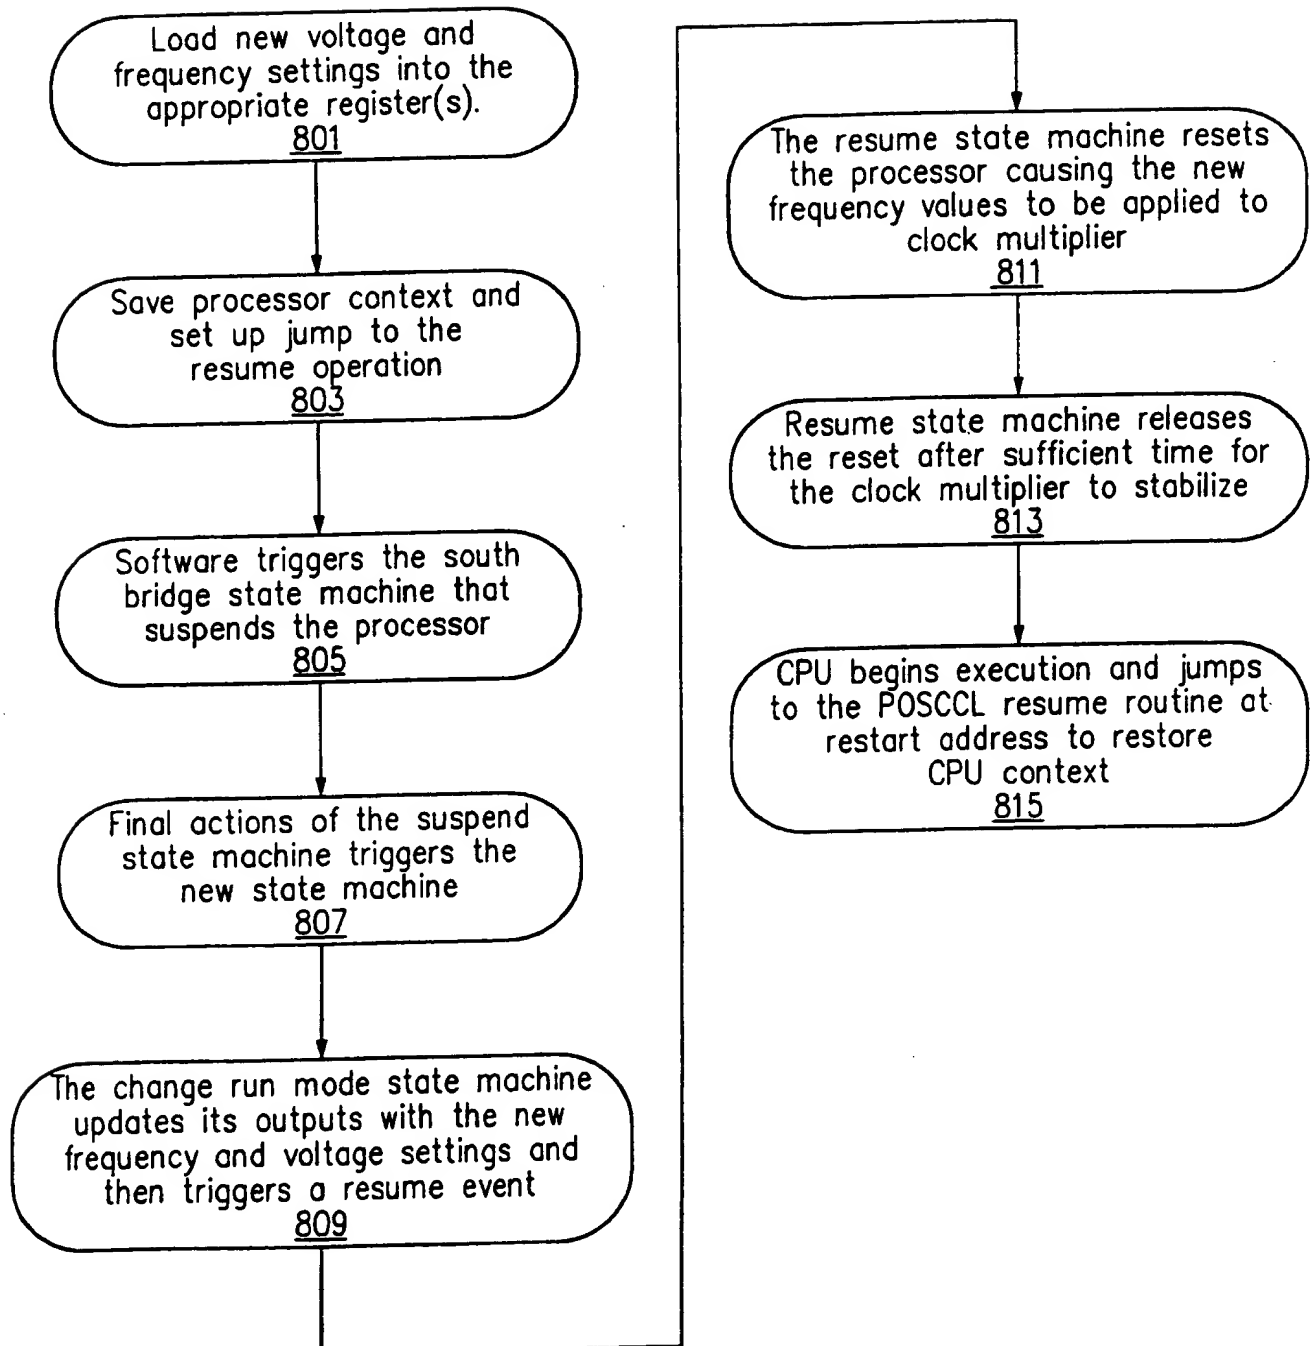 Load new voltage and
frequency settings into the
appropriate register(s).
801
Save processor context and
set up jump to the
resume operation
803
Software triggers the south
bridge state machine that
suspends the processor
805
Final actions of the suspend
state machine triggers the
new state machine
807
The change run mode state machine
updates its outputs with the new
frequency and voltage settings and
then triggers a resume event
809
The resume state machine resets
the processor causing the new
frequency values to be applied to
clock multiplier
811
Resume state machine releases
the reset after sufficient time for
the clock multiplier to stabilize
813
CPU begins execution and jumps
to the POSCCL resume routine at
restart address to restore
CPU context
815